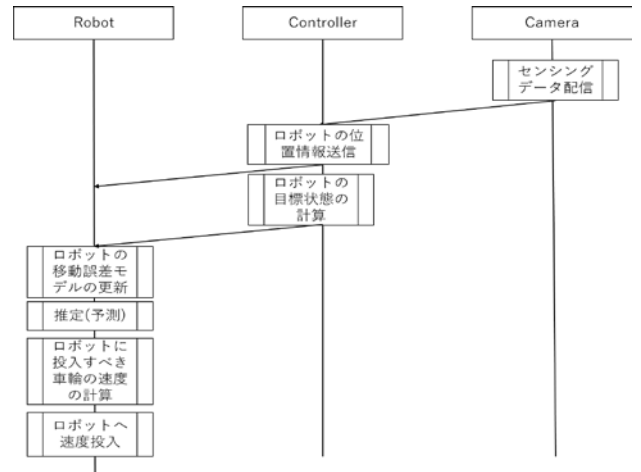 Robot
Controller
Camera
センシング
データ配信
ロボットの位
置情報送信
ロボットの
目標状態の
計算
ロボットの
移動誤差モ
デルの更新
推定(予測)
ロボットに
投入すべき
車輪の速度
の計算
ロボットへ
速度投入